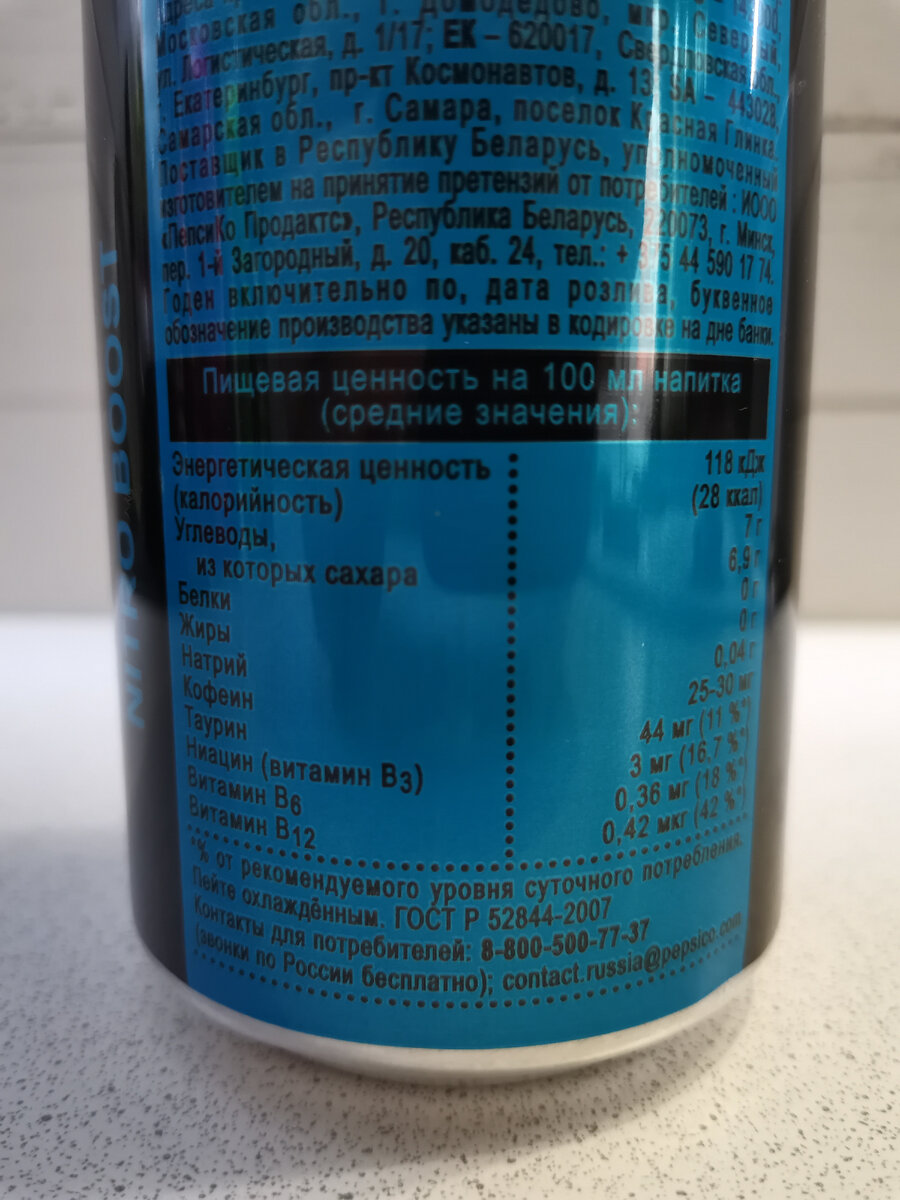 Московская обл., г. Домодедово, мкр. Северный,
ул. Логистическая, д. 1/17; ЕК – 620017, Свердловская обл.,
г. Екатеринбург, пр-кт Космонавтов, д. 13; SA – 443028,
Самарская обл., г. Самара, поселок Красная Глинка.
Поставщик в Республику Беларусь, уполномоченный
изготовителем на принятие претензий от потребителей : ИООО
«ПепсиКо Продактс», Республика Беларусь, 220073, г. Минск,
пер. 1-й Загородный, д. 20, каб. 24, тел.: + 375 44 590 17 74.
Годен включительно по, дата розлива, буквенное
обозначение производства указаны в кодировке на дне банки.
Пищевая ценность на 100 мл напитка
(средние значения):
Энергетическая ценность 118 кДж
(калорийность) (28 ккал)
Углеводы, 7 г
из которых сахара 6,9 г
Белки 0 г
Жиры 0 г
Натрий 0,04 г
Кофеин 25-30 мг
Таурин 44 мг (11 %*)
Ниацин (витамин B3) 3 мг (16,7 %*)
Витамин B6 0,36 мг (18 %*)
Витамин B12 0,42 мкг (42 %*)
*% от рекомендуемого уровня суточного потребления.
Пейте охлаждённым. ГОСТ Р 52844-2007
Контакты для потребителей: 8-800-500-77-37
(звонки по России бесплатно); contact.russia@pepsico.com
NITRO BOOST